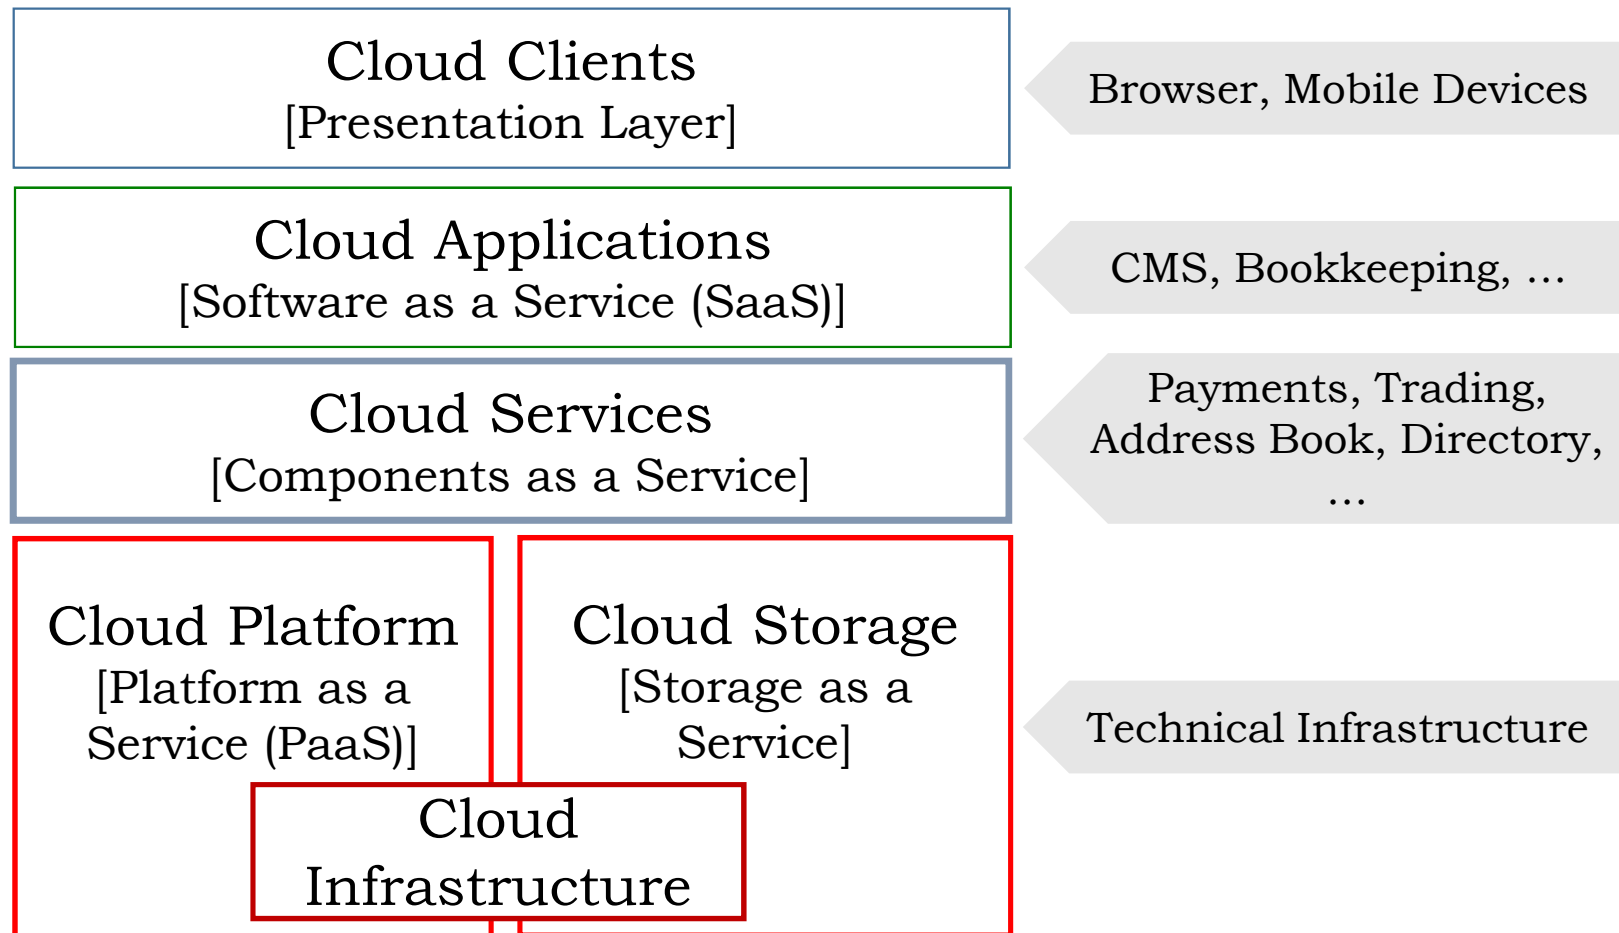 Cloud Clients
[Presentation Layer]
Browser, Mobile Devices
Cloud Applications
[Software as a Service (SaaS)]
CMS, Bookkeeping, …
Cloud Services
[Components as a Service]
Payments, Trading,
Address Book, Directory,
…
Cloud Platform
[Platform as a
Service (PaaS)]
Cloud Storage
[Storage as a
Service]
Technical Infrastructure
Cloud
Infrastructure